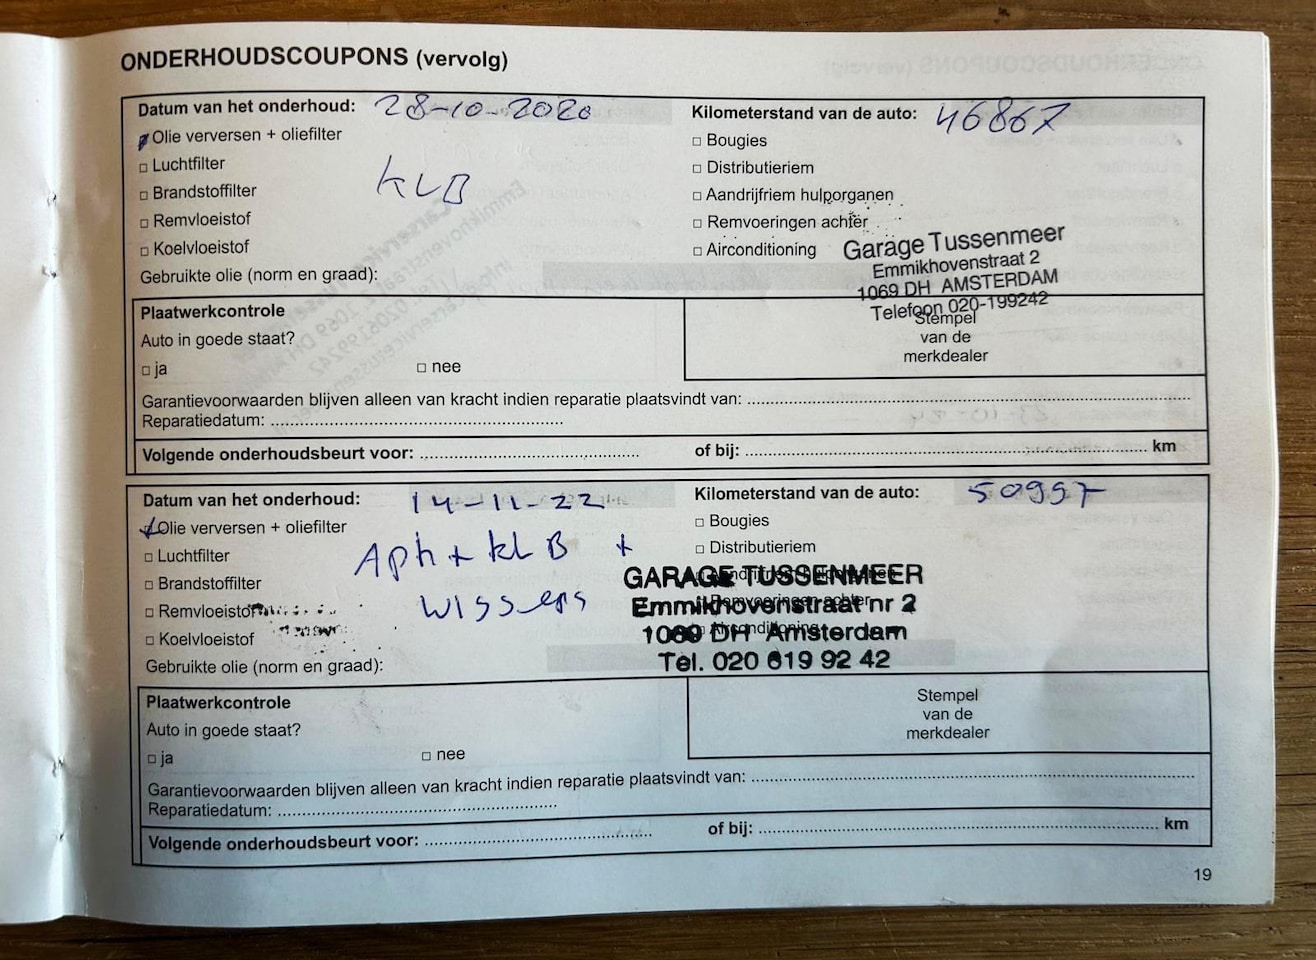 ONDERHOUDSCOUPONS (vervolg)
Datum van het onderhoud: 28-10-2020
Kilometerstand van de auto: 46867
Olie verversen + oliefilter
Bougies
Luchtfilter
Distributieriem
KLB
Brandstoffilter
Aandrijfriem hulporganen
Remvloeistof
Remvoeringen achter
Koelvloeistof
Airconditioning
Gebruikte olie (norm en graad):
Garage Tussenmeer
Emmikhovenstraat 2
1069 DH AMSTERDAM
Telefoon 020-199242
Plaatwerkcontrole
Auto in goede staat?
ja
nee
Stempel
van de
merkdealer
Garantievoorwaarden blijven alleen van kracht indien reparatie plaatsvindt van:
Reparatiedatum:
Volgende onderhoudsbeurt voor:
of bij: km
Datum van het onderhoud: 14-11-22
Kilometerstand van de auto: 50997
Olie verversen + oliefilter
Bougies
Luchtfilter
Distributieriem
APK + KLB +
wissers
Brandstoffilter
Aandrijfriem hulporganen
Remvloeistof
Remvoeringen achter
Koelvloeistof
Airconditioning
Gebruikte olie (norm en graad):
GARAGE TUSSENMEER
Emmikhovenstraat nr 2
1069 DH Amsterdam
Tel. 020 619 92 42
Plaatwerkcontrole
Auto in goede staat?
ja
nee
Stempel
van de
merkdealer
Garantievoorwaarden blijven alleen van kracht indien reparatie plaatsvindt van:
Reparatiedatum:
Volgende onderhoudsbeurt voor:
of bij: km
19